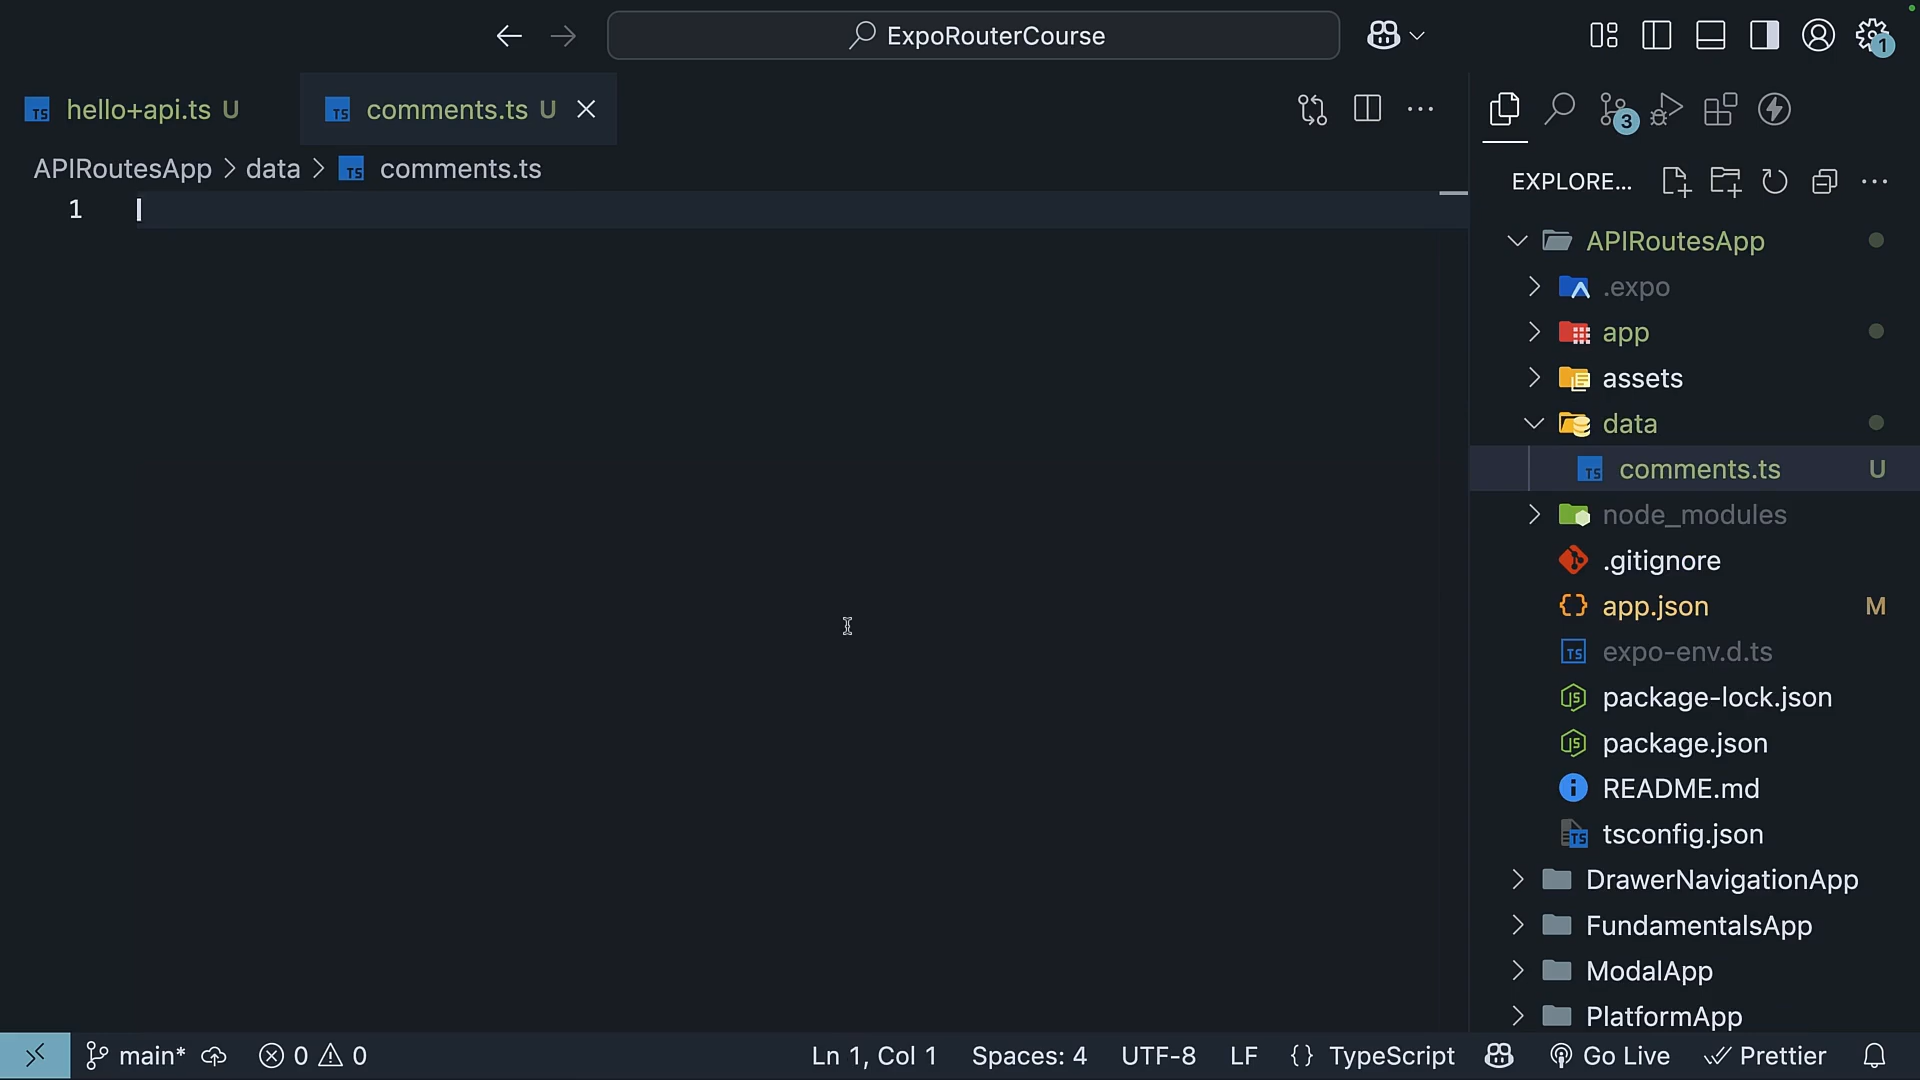 ExpoRouterCourse
1
hello+api.ts U
comments.ts U
3
APIRoutesApp > data > comments.ts
EXPLORE...
1
APIRoutesApp
.expo
app
assets
data
comments.ts U
node_modules
.gitignore
app.json M
expo-env.d.ts
package-lock.json
package.json
README.md
tsconfig.json
DrawerNavigationApp
FundamentalsApp
ModalApp
PlatformApp
main* 0 0 Ln 1, Col 1 Spaces: 4 UTF-8 LF {} TypeScript Go Live Prettier